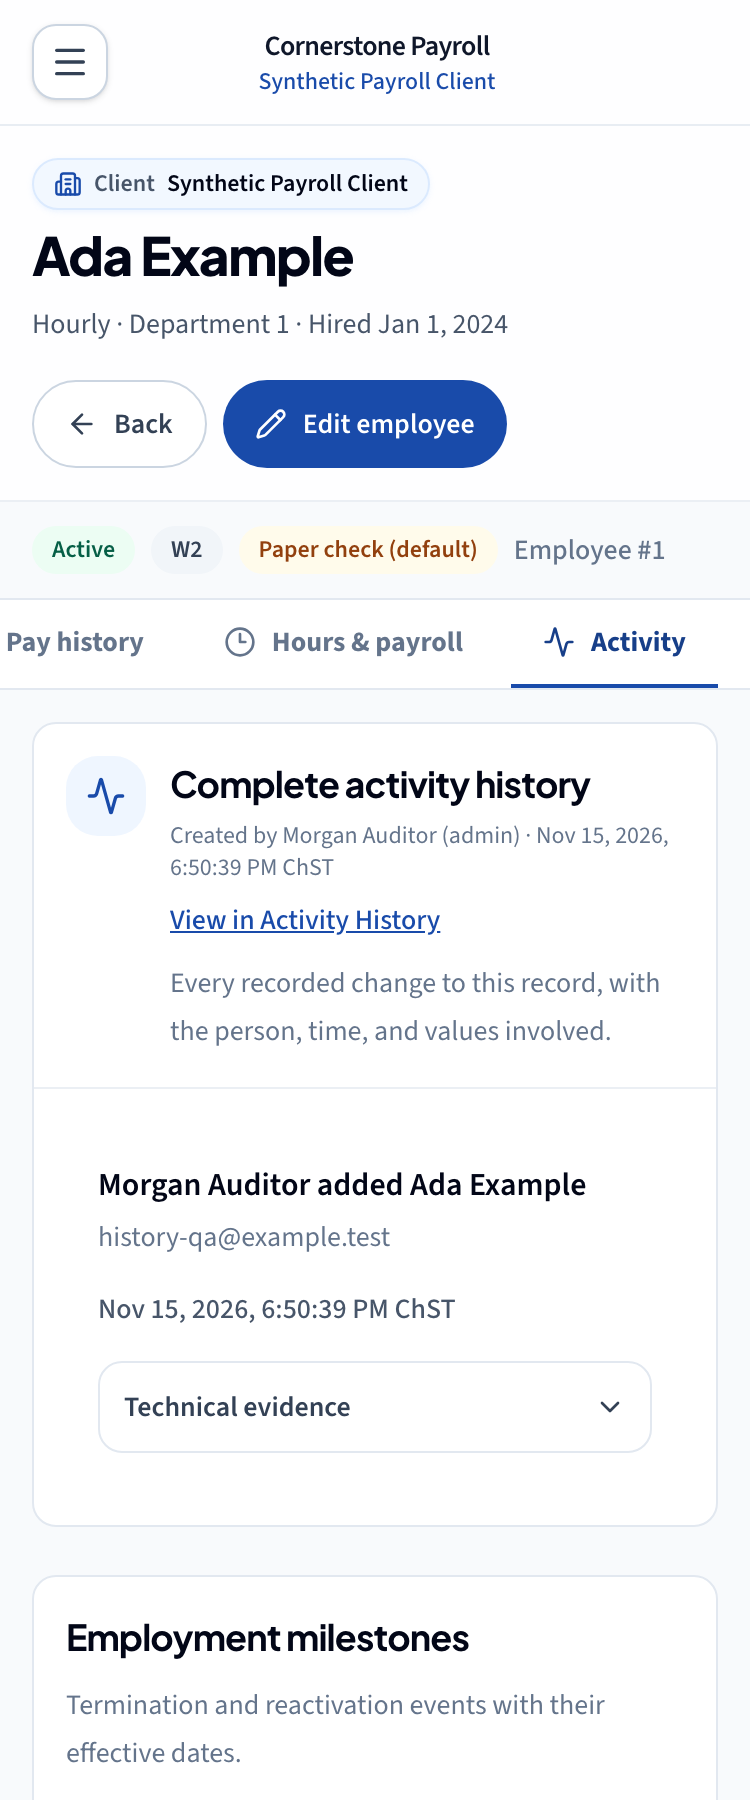 Cornerstone Payroll
Synthetic Payroll Client
Client Synthetic Payroll Client
Ada Example
Hourly · Department 1 · Hired Jan 1, 2024
Back
Edit employee
Active
W2
Paper check (default)
Employee #1
Pay history
Hours & payroll
Activity
Complete activity history
Created by Morgan Auditor (admin) · Nov 15, 2026,
6:50:39 PM ChST
View in Activity History
Every recorded change to this record, with
the person, time, and values involved.
Morgan Auditor added Ada Example
history-qa@example.test
Nov 15, 2026, 6:50:39 PM ChST
Technical evidence
Employment milestones
Termination and reactivation events with their
effective dates.